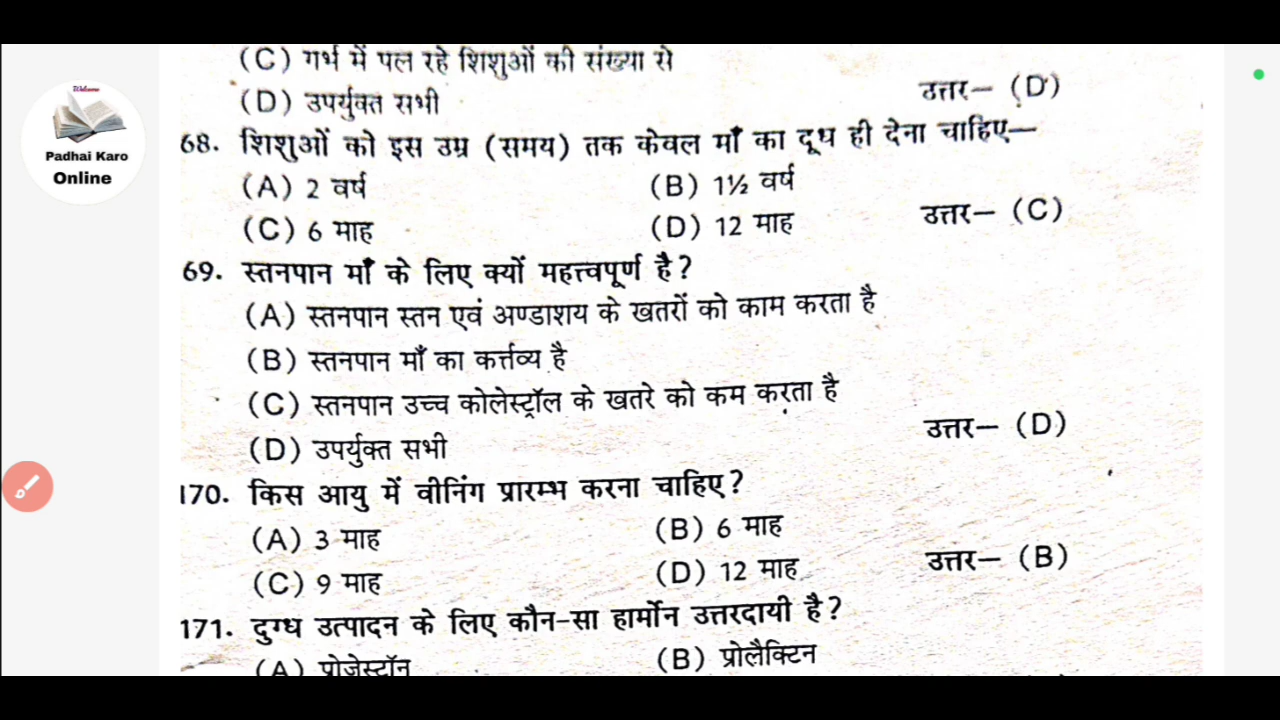 Welcome
Padhai Karo
Online
(C) गर्भ में पल रहे शिशुओं की संख्या से
(D) उपर्युक्त सभी उत्तर– (D)
68. शिशुओं को इस उम्र (समय) तक केवल माँ का दूध ही देना चाहिए—
(A) 2 वर्ष (B) 1½ वर्ष
(C) 6 माह (D) 12 माह उत्तर– (C)
69. स्तनपान माँ के लिए क्यों महत्त्वपूर्ण है?
(A) स्तनपान स्तन एवं अण्डाशय के खतरों को काम करता है
(B) स्तनपान माँ का कर्त्तव्य है
(C) स्तनपान उच्च कोलेस्ट्रॉल के खतरे को कम करता है
(D) उपर्युक्त सभी उत्तर– (D)
170. किस आयु में वीनिंग प्रारम्भ करना चाहिए?
(A) 3 माह (B) 6 माह
(C) 9 माह (D) 12 माह उत्तर– (B)
171. दुग्ध उत्पादन के लिए कौन-सा हार्मोन उत्तरदायी है?
(A) प्रोजेस्टॉन (B) प्रोलैक्टिन